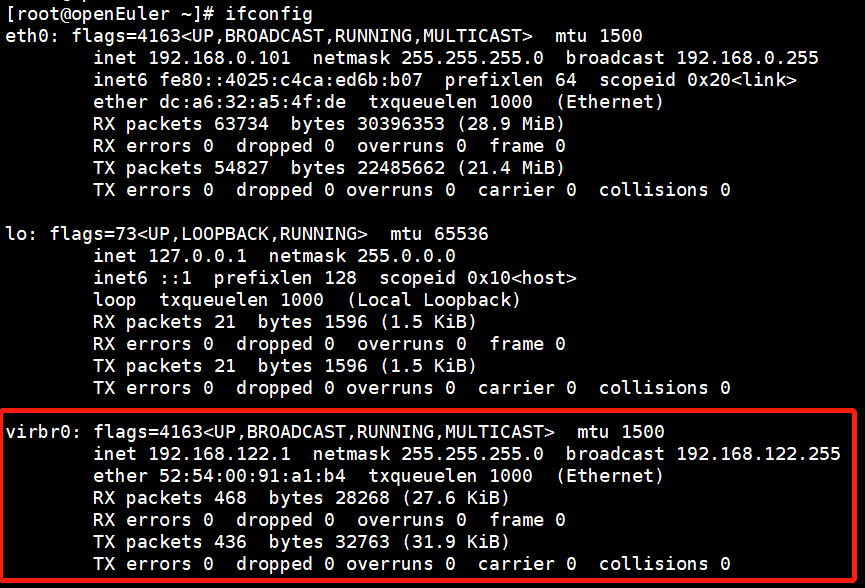 [root@openEuler ~]# ifconfig
eth0: flags=4163<UP,BROADCAST,RUNNING,MULTICAST>  mtu 1500
        inet 192.168.0.101  netmask 255.255.255.0  broadcast 192.168.0.255
        inet6 fe80::4025:c4ca:ed6b:b07  prefixlen 64  scopeid 0x20<link>
        ether dc:a6:32:a5:4f:de  txqueuelen 1000  (Ethernet)
        RX packets 63734  bytes 30396353 (28.9 MiB)
        RX errors 0  dropped 0  overruns 0  frame 0
        TX packets 54827  bytes 22485662 (21.4 MiB)
        TX errors 0  dropped 0 overruns 0  carrier 0  collisions 0

lo: flags=73<UP,LOOPBACK,RUNNING>  mtu 65536
        inet 127.0.0.1  netmask 255.0.0.0
        inet6 ::1  prefixlen 128  scopeid 0x10<host>
        loop  txqueuelen 1000  (Local Loopback)
        RX packets 21  bytes 1596 (1.5 KiB)
        RX errors 0  dropped 0  overruns 0  frame 0
        TX packets 21  bytes 1596 (1.5 KiB)
        TX errors 0  dropped 0 overruns 0  carrier 0  collisions 0

virbr0: flags=4163<UP,BROADCAST,RUNNING,MULTICAST>  mtu 1500
        inet 192.168.122.1  netmask 255.255.255.0  broadcast 192.168.122.255
        ether 52:54:00:91:a1:b4  txqueuelen 1000  (Ethernet)
        RX packets 468  bytes 28268 (27.6 KiB)
        RX errors 0  dropped 0  overruns 0  frame 0
        TX packets 436  bytes 32763 (31.9 KiB)
        TX errors 0  dropped 0 overruns 0  carrier 0  collisions 0